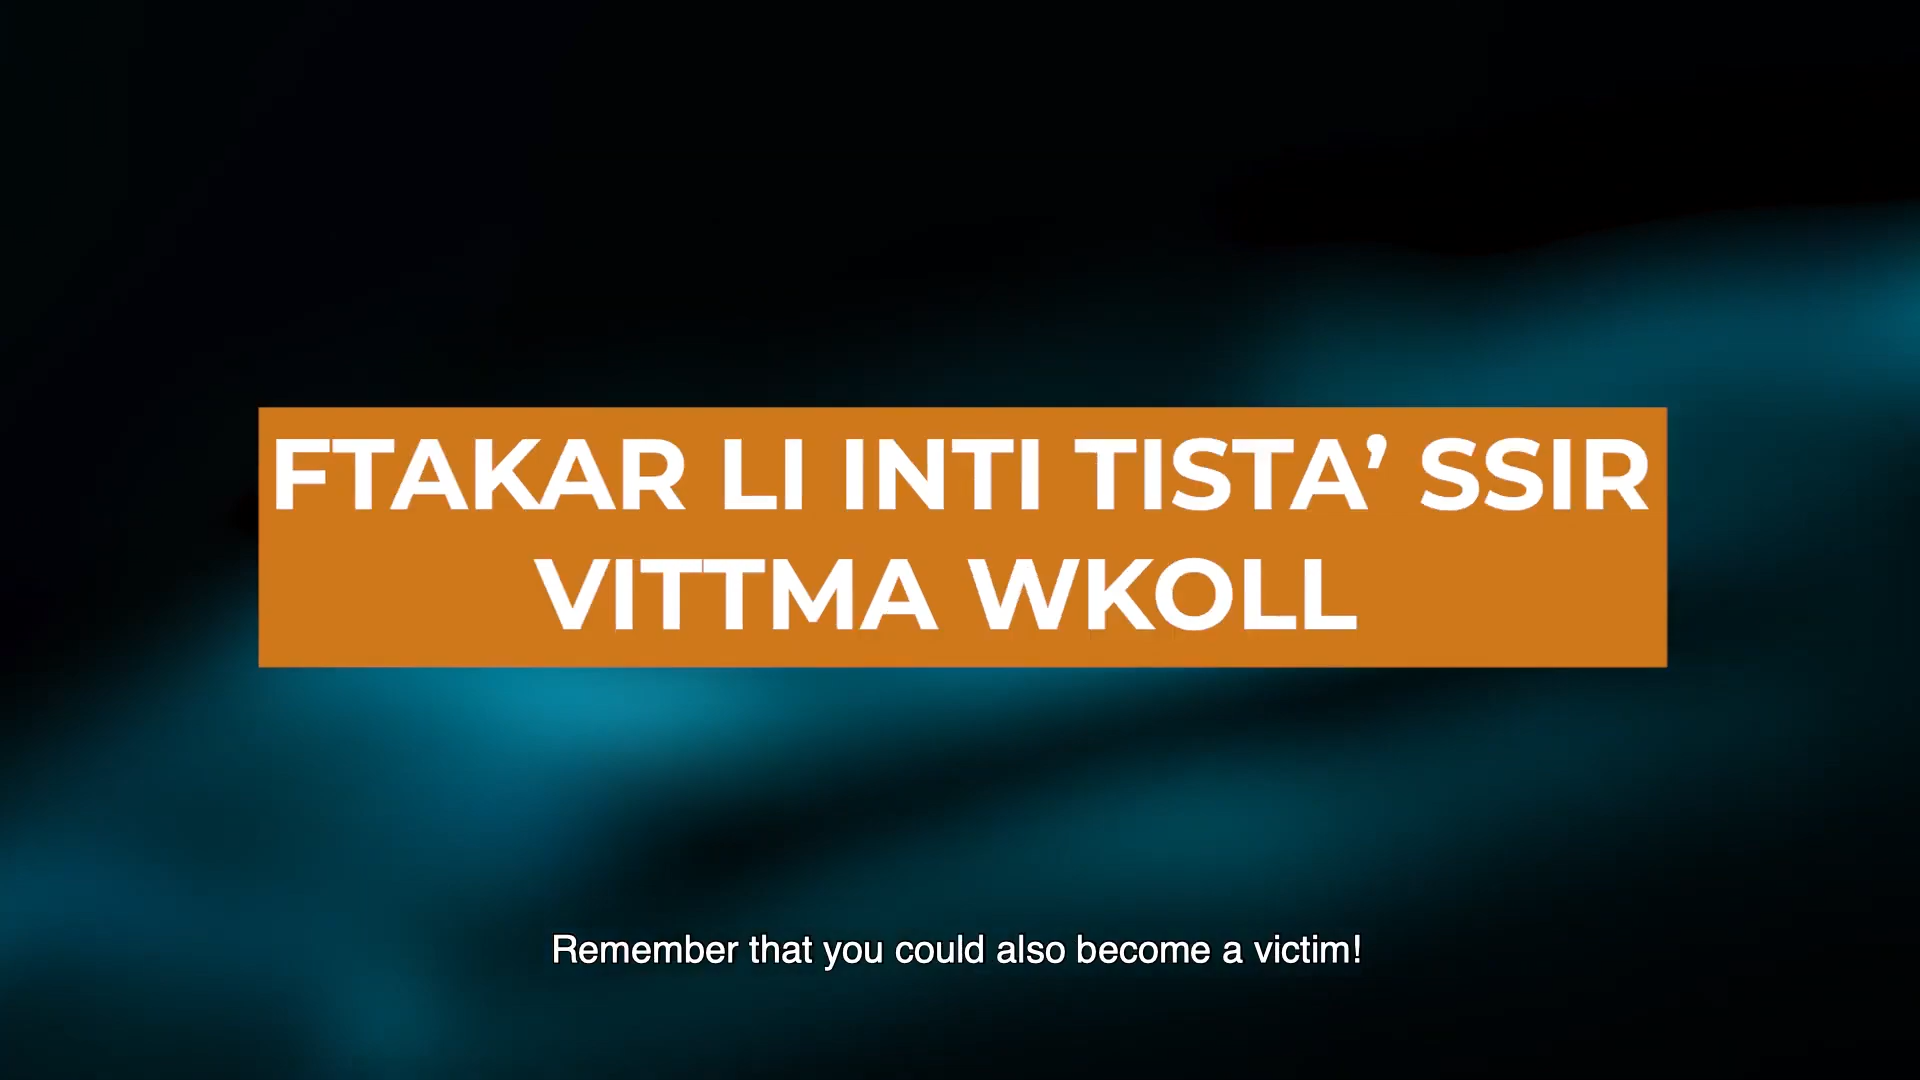 FTAKAR LI INTI TISTA’ SSIR
VITTMA WKOLL
Remember that you could also become a victim!